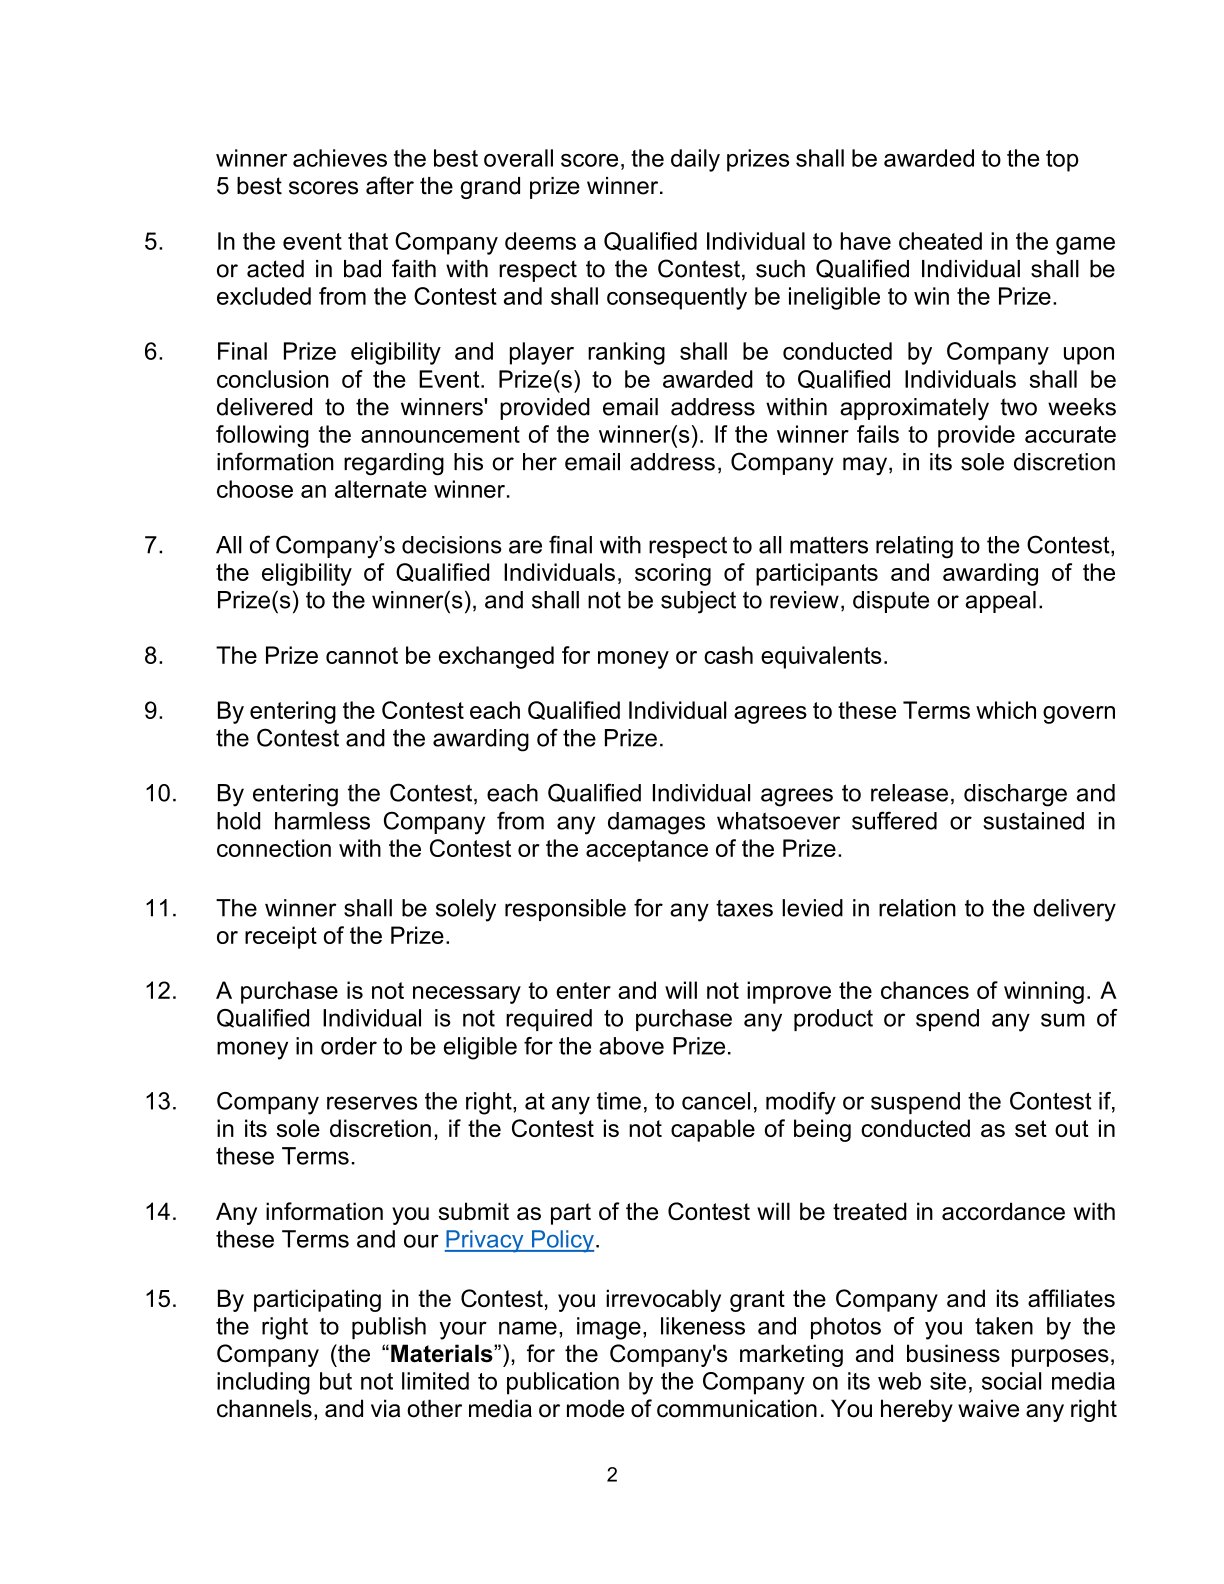 winner achieves the best overall score, the daily prizes shall be awarded to the top
5 best scores after the grand prize winner.
5. In the event that Company deems a Qualified Individual to have cheated in the game
or acted in bad faith with respect to the Contest, such Qualified Individual shall be
excluded from the Contest and shall consequently be ineligible to win the Prize.
6. Final Prize eligibility and player ranking shall be conducted by Company upon
conclusion of the Event. Prize(s) to be awarded to Qualified Individuals shall be
delivered to the winners' provided email address within approximately two weeks
following the announcement of the winner(s). If the winner fails to provide accurate
information regarding his or her email address, Company may, in its sole discretion
choose an alternate winner.
7. All of Company’s decisions are final with respect to all matters relating to the Contest,
the eligibility of Qualified Individuals, scoring of participants and awarding of the
Prize(s) to the winner(s), and shall not be subject to review, dispute or appeal.
8. The Prize cannot be exchanged for money or cash equivalents.
9. By entering the Contest each Qualified Individual agrees to these Terms which govern
the Contest and the awarding of the Prize.
10. By entering the Contest, each Qualified Individual agrees to release, discharge and
hold harmless Company from any damages whatsoever suffered or sustained in
connection with the Contest or the acceptance of the Prize.
11. The winner shall be solely responsible for any taxes levied in relation to the delivery
or receipt of the Prize.
12. A purchase is not necessary to enter and will not improve the chances of winning. A
Qualified Individual is not required to purchase any product or spend any sum of
money in order to be eligible for the above Prize.
13. Company reserves the right, at any time, to cancel, modify or suspend the Contest if,
in its sole discretion, if the Contest is not capable of being conducted as set out in
these Terms.
14. Any information you submit as part of the Contest will be treated in accordance with
these Terms and our Privacy Policy.
15. By participating in the Contest, you irrevocably grant the Company and its affiliates
the right to publish your name, image, likeness and photos of you taken by the
Company (the “Materials”), for the Company's marketing and business purposes,
including but not limited to publication by the Company on its web site, social media
channels, and via other media or mode of communication. You hereby waive any right
2